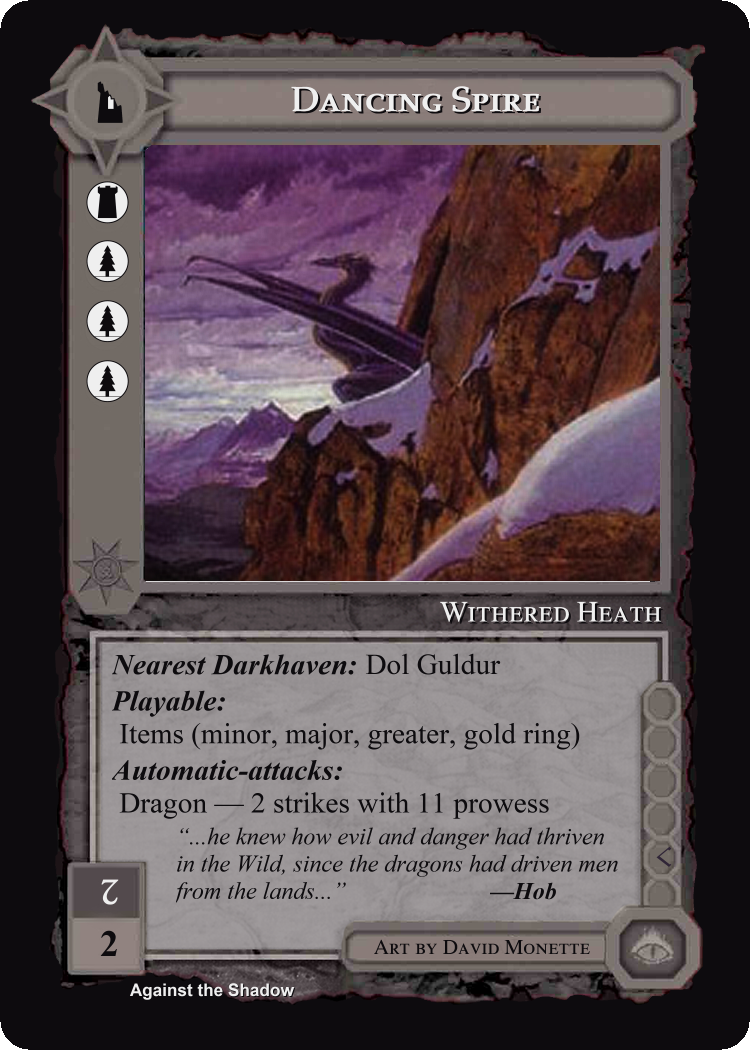 Dancing Spire
Withered Heath
Nearest Darkhaven: Dol Guldur
Playable:
Items (minor, major, greater, gold ring)
Automatic-attacks:
Dragon — 2 strikes with 11 prowess
“...he knew how evil and danger had thriven
in the Wild, since the dragons had driven men
from the lands...” —Hob
2
2
Art by David Monette
Against the Shadow